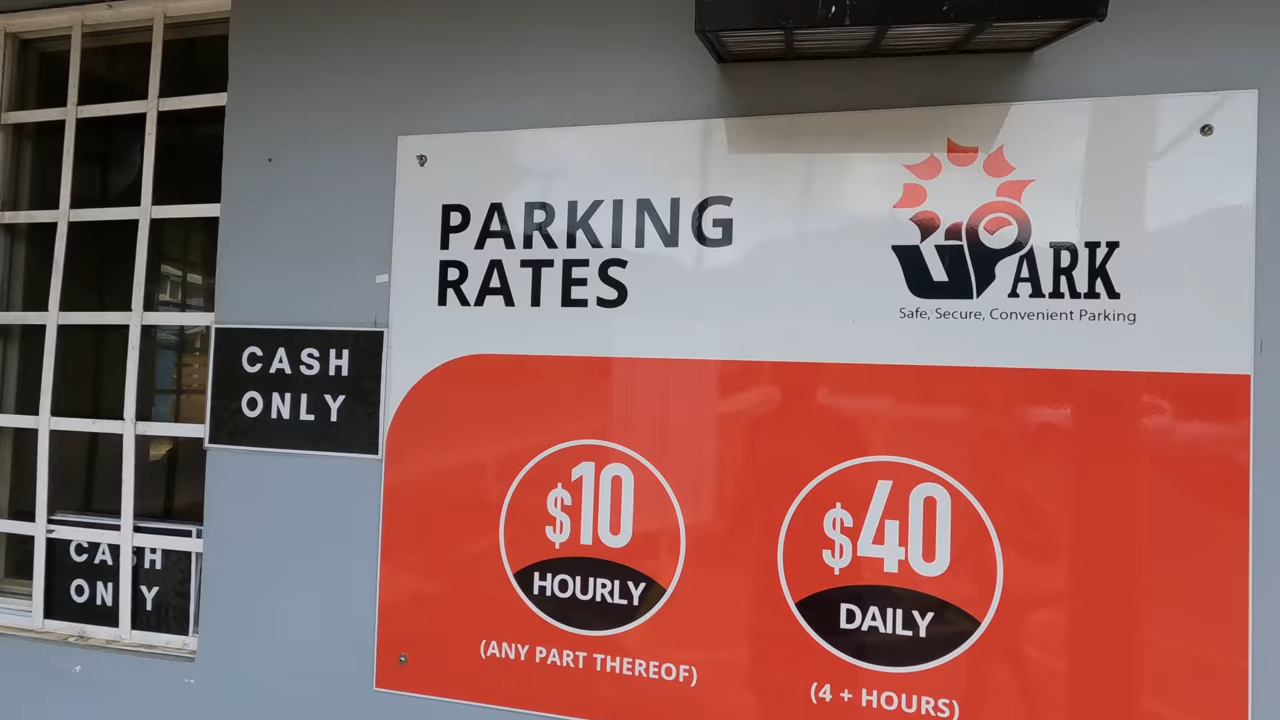 PARKING
RATES
uPARK
Safe, Secure, Convenient Parking
CASH
ONLY
CASH
ONLY
$10
HOURLY
(ANY PART THEREOF)
$40
DAILY
(4 + HOURS)